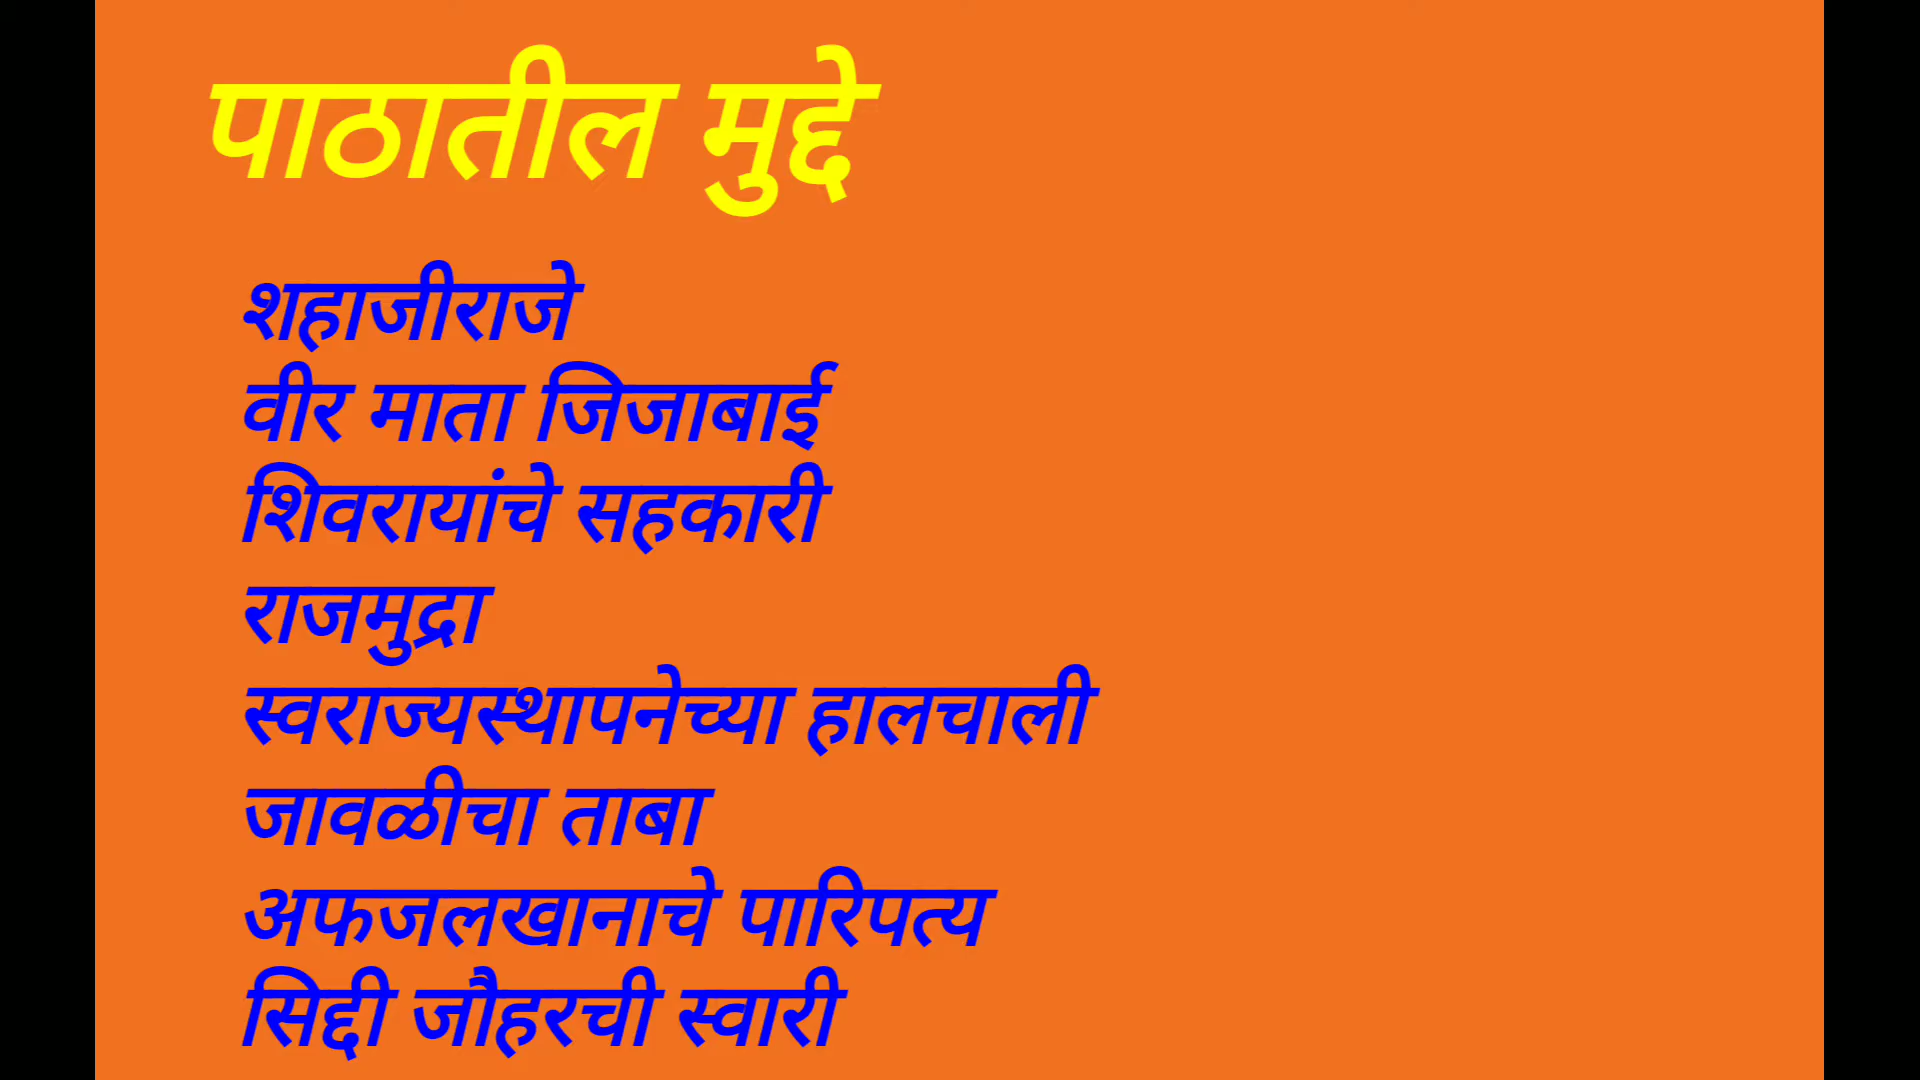 पाठातील मुद्दे
शहाजीराजे
वीर माता जिजाबाई
शिवरायांचे सहकारी
राजमुद्रा
स्वराज्यस्थापनेच्या हालचाली
जावळीचा ताबा
अफजलखानाचे पारिपत्य
सिद्दी जौहरची स्वारी